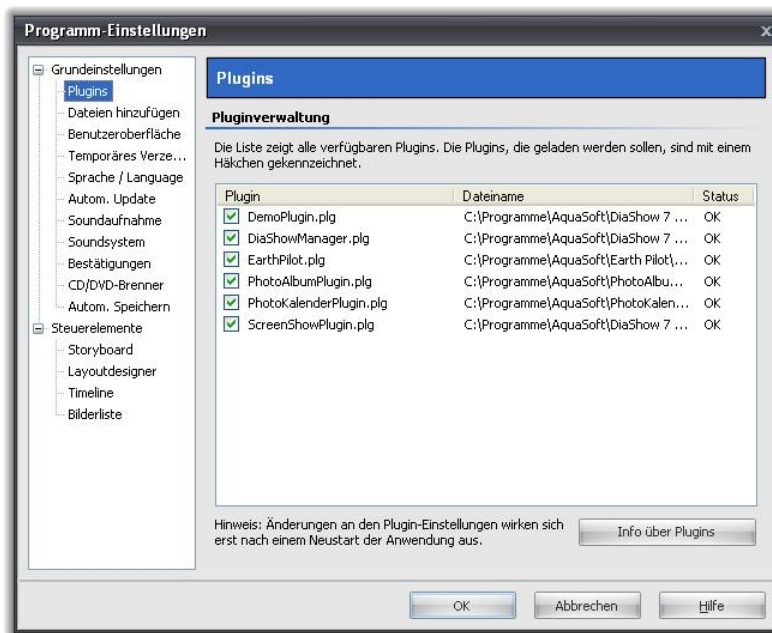 Programm-Einstellungen
Grundeinstellungen
Plugins
Dateien hinzufügen
Benutzeroberfläche
Temporäres Verze...
Sprache / Language
Autom. Update
Soundaufnahme
Soundsystem
Bestätigungen
CD/DVD-Brenner
Autom. Speichern
Steuerelemente
Storyboard
Layoutdesigner
Timeline
Bilderliste
Plugins
Pluginverwaltung
Die Liste zeigt alle verfügbaren Plugins. Die Plugins, die geladen werden sollen, sind mit einem
Häkchen gekennzeichnet.
Plugin Dateiname Status
DemoPlugin.plg C:\Programme\AquaSoft\DiaShow 7 ... OK
DiaShowManager.plg C:\Programme\AquaSoft\DiaShow 7 ... OK
EarthPilot.plg C:\Programme\AquaSoft\Earth Pilot\... OK
PhotoAlbumPlugin.plg C:\Programme\AquaSoft\PhotoAlbu... OK
PhotoKalenderPlugin.plg C:\Programme\AquaSoft\PhotoKalen... OK
ScreenShowPlugin.plg C:\Programme\AquaSoft\DiaShow 7 ... OK
Hinweis: Änderungen an den Plugin-Einstellungen wirken sich
erst nach einem Neustart der Anwendung aus.
Info über Plugins
OK Abbrechen Hilfe